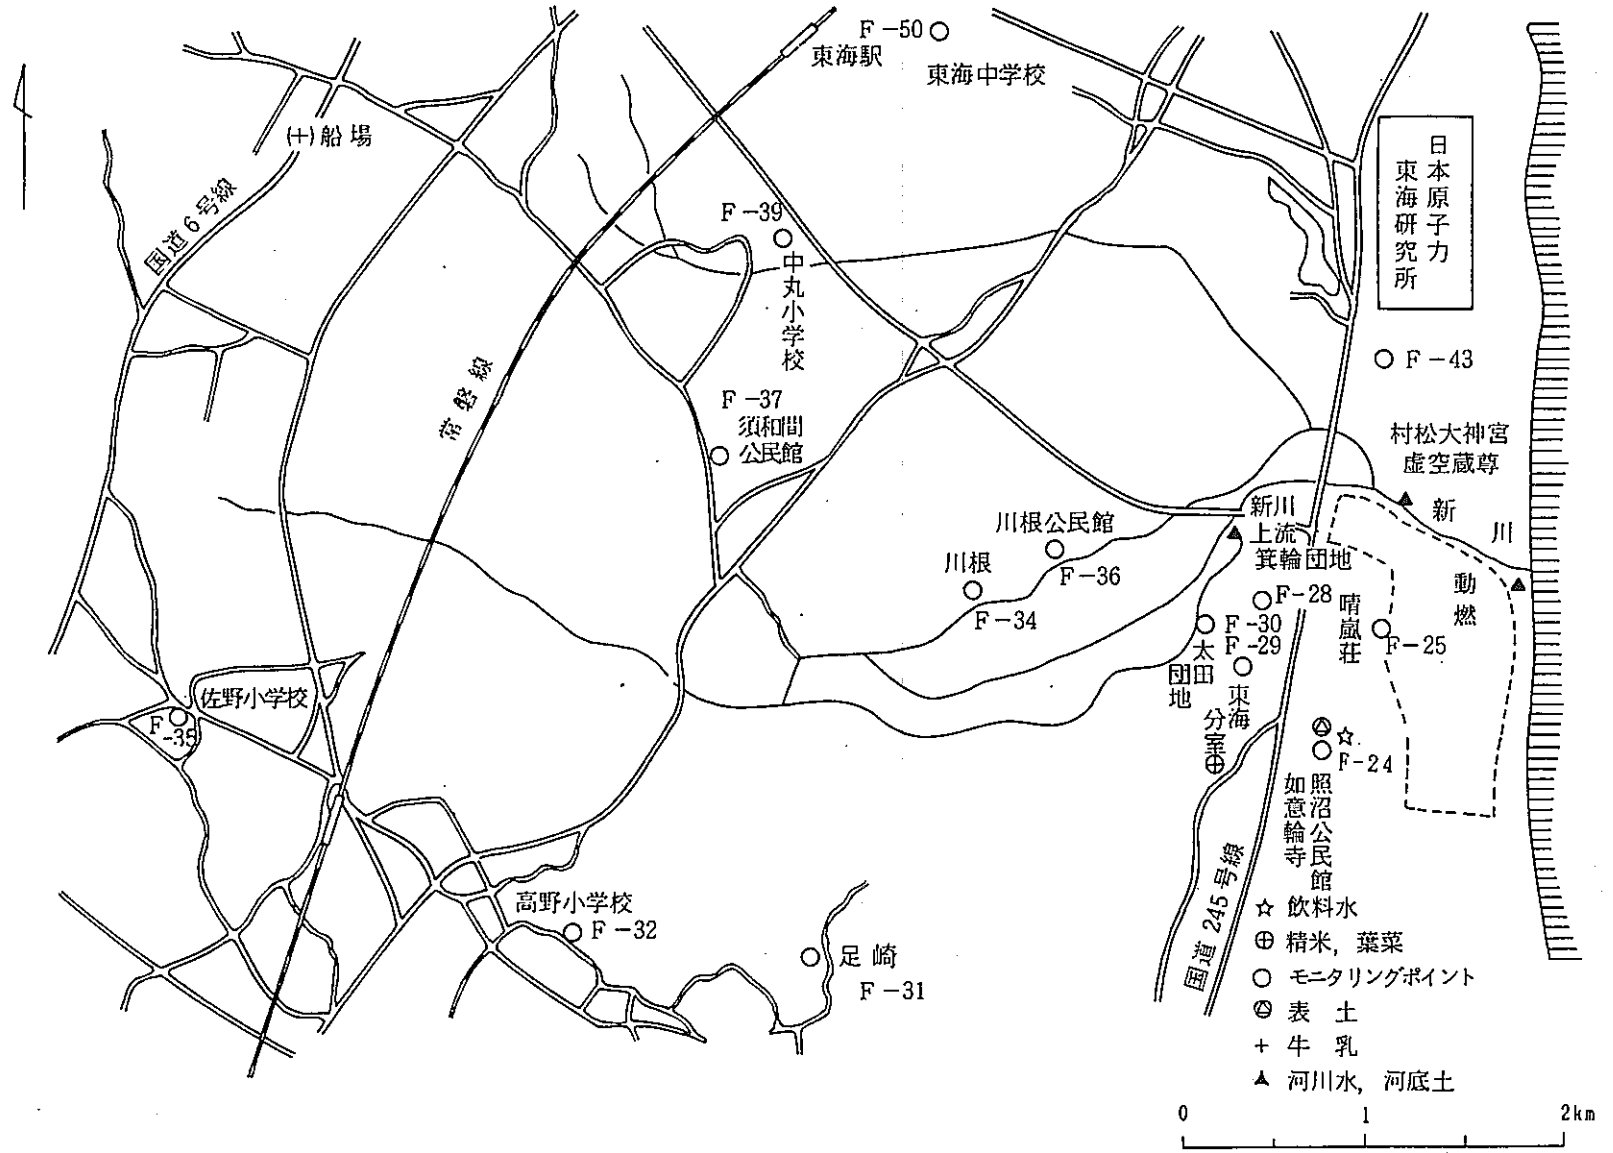 F-50
東海駅
東海中学校
(+)船場
国道6号線
日本原子力
東海研究所
F-39
中丸小学校
常磐線
F-43
F-37
須和間
公民館
村松大神宮
虚空蔵尊
新川
川根公民館
F-36
新川
上流
箕輪団地
川根
F-34
動燃
F-28
晴嵐荘
F-25
F-30
太田
団地
F-29
東海
分室
佐野小学校
F-35
F-24
照沼公民館
如意輪寺
国道245号線
高野小学校
F-32
足崎
F-31
☆ 飲料水
⊕ 精米, 葉菜
○ モニタリングポイント
表土
+ 牛乳
▲ 河川水, 河底土
0 1 2km